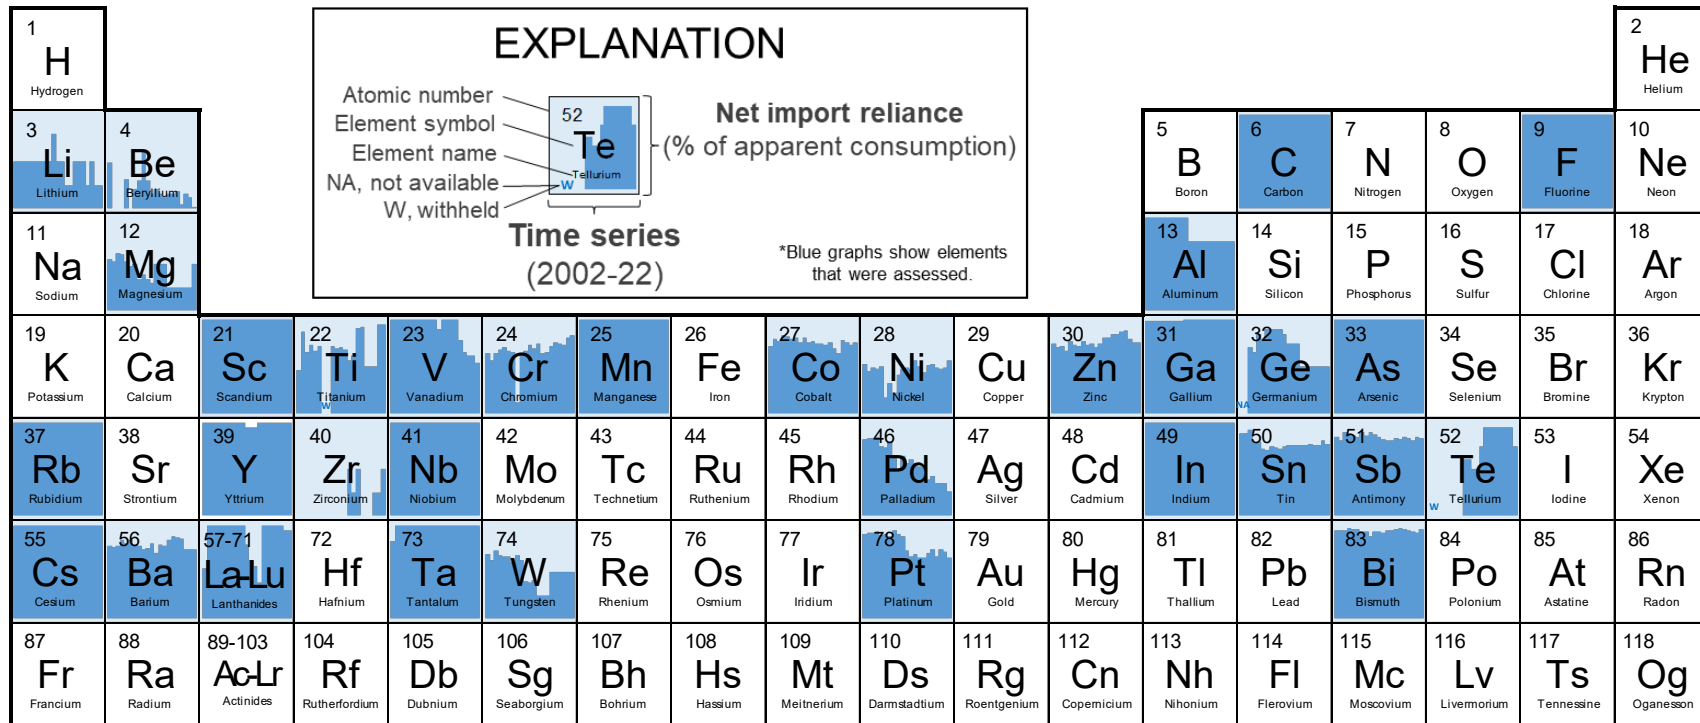 1
H
Hydrogen
EXPLANATION
Atomic number
Element symbol
Element name
NA, not available
W, withheld
52
Te
Tellurium
W
Net import reliance
(% of apparent consumption)
Time series
(2002-22)
*Blue graphs show elements
that were assessed.
2
He
Helium
3
Li
Lithium
4
Be
Beryllium
5
B
Boron
6
C
Carbon
7
N
Nitrogen
8
O
Oxygen
9
F
Fluorine
10
Ne
Neon
11
Na
Sodium
12
Mg
Magnesium
13
Al
Aluminum
14
Si
Silicon
15
P
Phosphorus
16
S
Sulfur
17
Cl
Chlorine
18
Ar
Argon
19
K
Potassium
20
Ca
Calcium
21
Sc
Scandium
22
Ti
Titanium
W
23
V
Vanadium
24
Cr
Chromium
25
Mn
Manganese
26
Fe
Iron
27
Co
Cobalt
28
Ni
Nickel
29
Cu
Copper
30
Zn
Zinc
31
Ga
Gallium
32
Ge
Germanium
NA
33
As
Arsenic
34
Se
Selenium
35
Br
Bromine
36
Kr
Krypton
37
Rb
Rubidium
38
Sr
Strontium
39
Y
Yttrium
40
Zr
Zirconium
41
Nb
Niobium
42
Mo
Molybdenum
43
Tc
Technetium
44
Ru
Ruthenium
45
Rh
Rhodium
46
Pd
Palladium
47
Ag
Silver
48
Cd
Cadmium
49
In
Indium
50
Sn
Tin
51
Sb
Antimony
52
Te
Tellurium
W
53
I
Iodine
54
Xe
Xenon
55
Cs
Cesium
56
Ba
Barium
57-71
La-Lu
Lanthanides
72
Hf
Hafnium
73
Ta
Tantalum
74
W
Tungsten
75
Re
Rhenium
76
Os
Osmium
77
Ir
Iridium
78
Pt
Platinum
79
Au
Gold
80
Hg
Mercury
81
Tl
Thallium
82
Pb
Lead
83
Bi
Bismuth
84
Po
Polonium
85
At
Astatine
86
Rn
Radon
87
Fr
Francium
88
Ra
Radium
89-103
Ac-Lr
Actinides
104
Rf
Rutherfordium
105
Db
Dubnium
106
Sg
Seaborgium
107
Bh
Bohrium
108
Hs
Hassium
109
Mt
Meitnerium
110
Ds
Darmstadtium
111
Rg
Roentgenium
112
Cn
Copernicium
113
Nh
Nihonium
114
Fl
Flerovium
115
Mc
Moscovium
116
Lv
Livermorium
117
Ts
Tennessine
118
Og
Oganesson